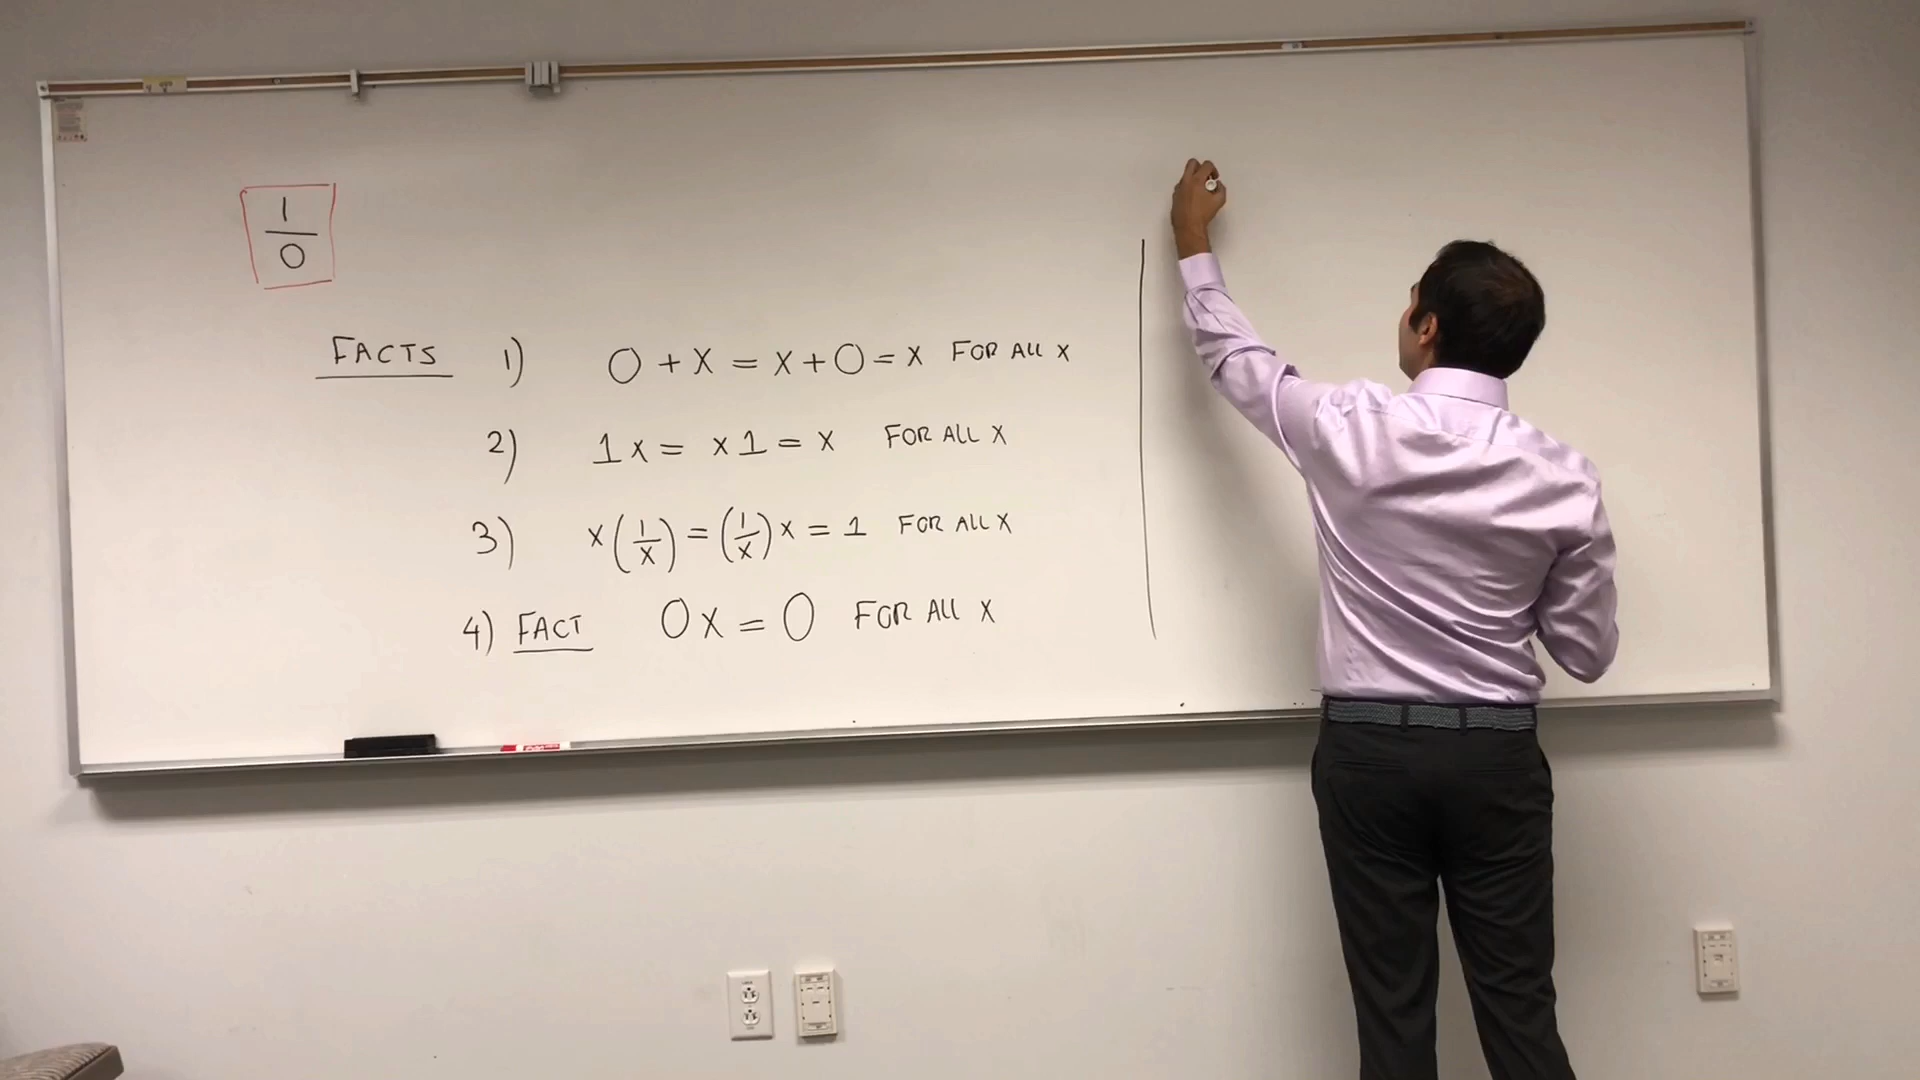 1/0
FACTS 1) 0 + x = x + 0 = x FOR ALL x
2) 1x = x1 = x FOR ALL x
3) x(1/x) = (1/x)x = 1 FOR ALL x
4) FACT 0x = 0 FOR ALL x